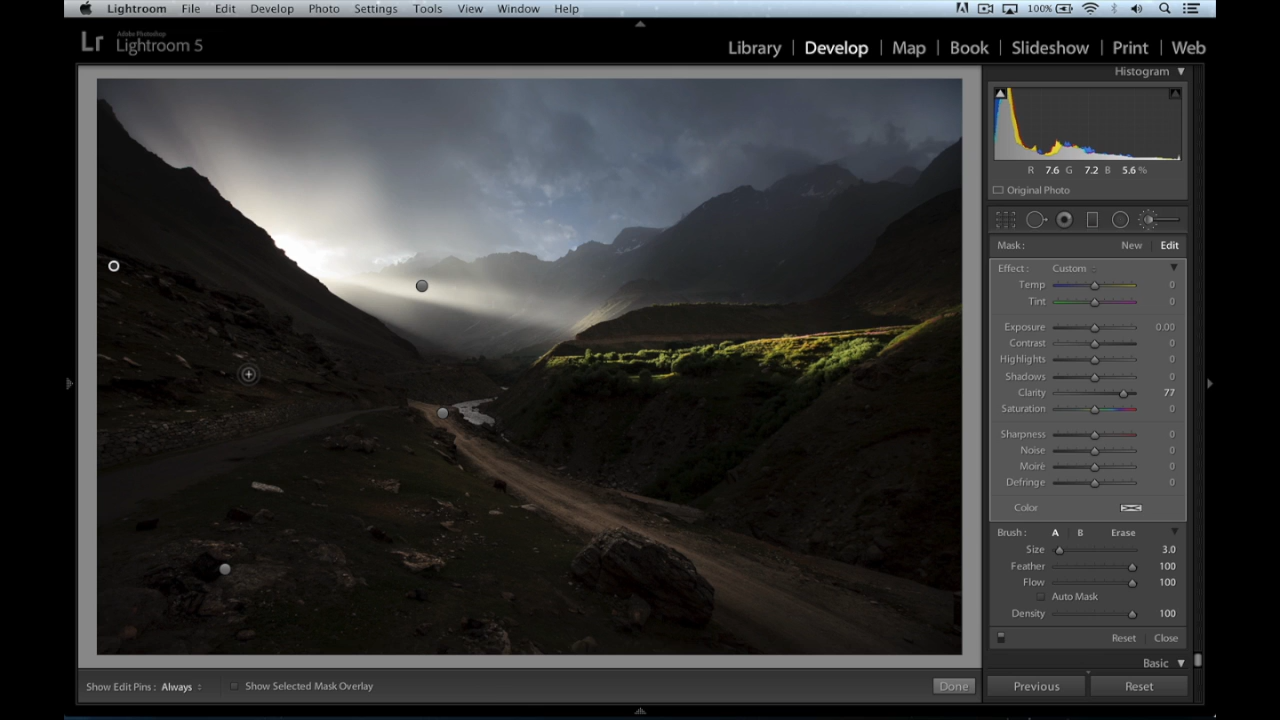 Lightroom File Edit Develop Photo Settings Tools View Window Help 100%
Lr Adobe Photoshop Lightroom 5
Library | Develop | Map | Book | Slideshow | Print | Web
Histogram
R 7.6 G 7.2 B 5.6 %
Original Photo
Mask : New Edit
Effect : Custom
Temp 0
Tint 0
Exposure 0.00
Contrast 0
Highlights 0
Shadows 0
Clarity 77
Saturation 0
Sharpness 0
Noise 0
Moiré 0
Defringe 0
Color
Brush : A B Erase
Size 3.0
Feather 100
Flow 100
Auto Mask
Density 100
Reset Close
Basic
Show Edit Pins : Always Show Selected Mask Overlay Done Previous Reset